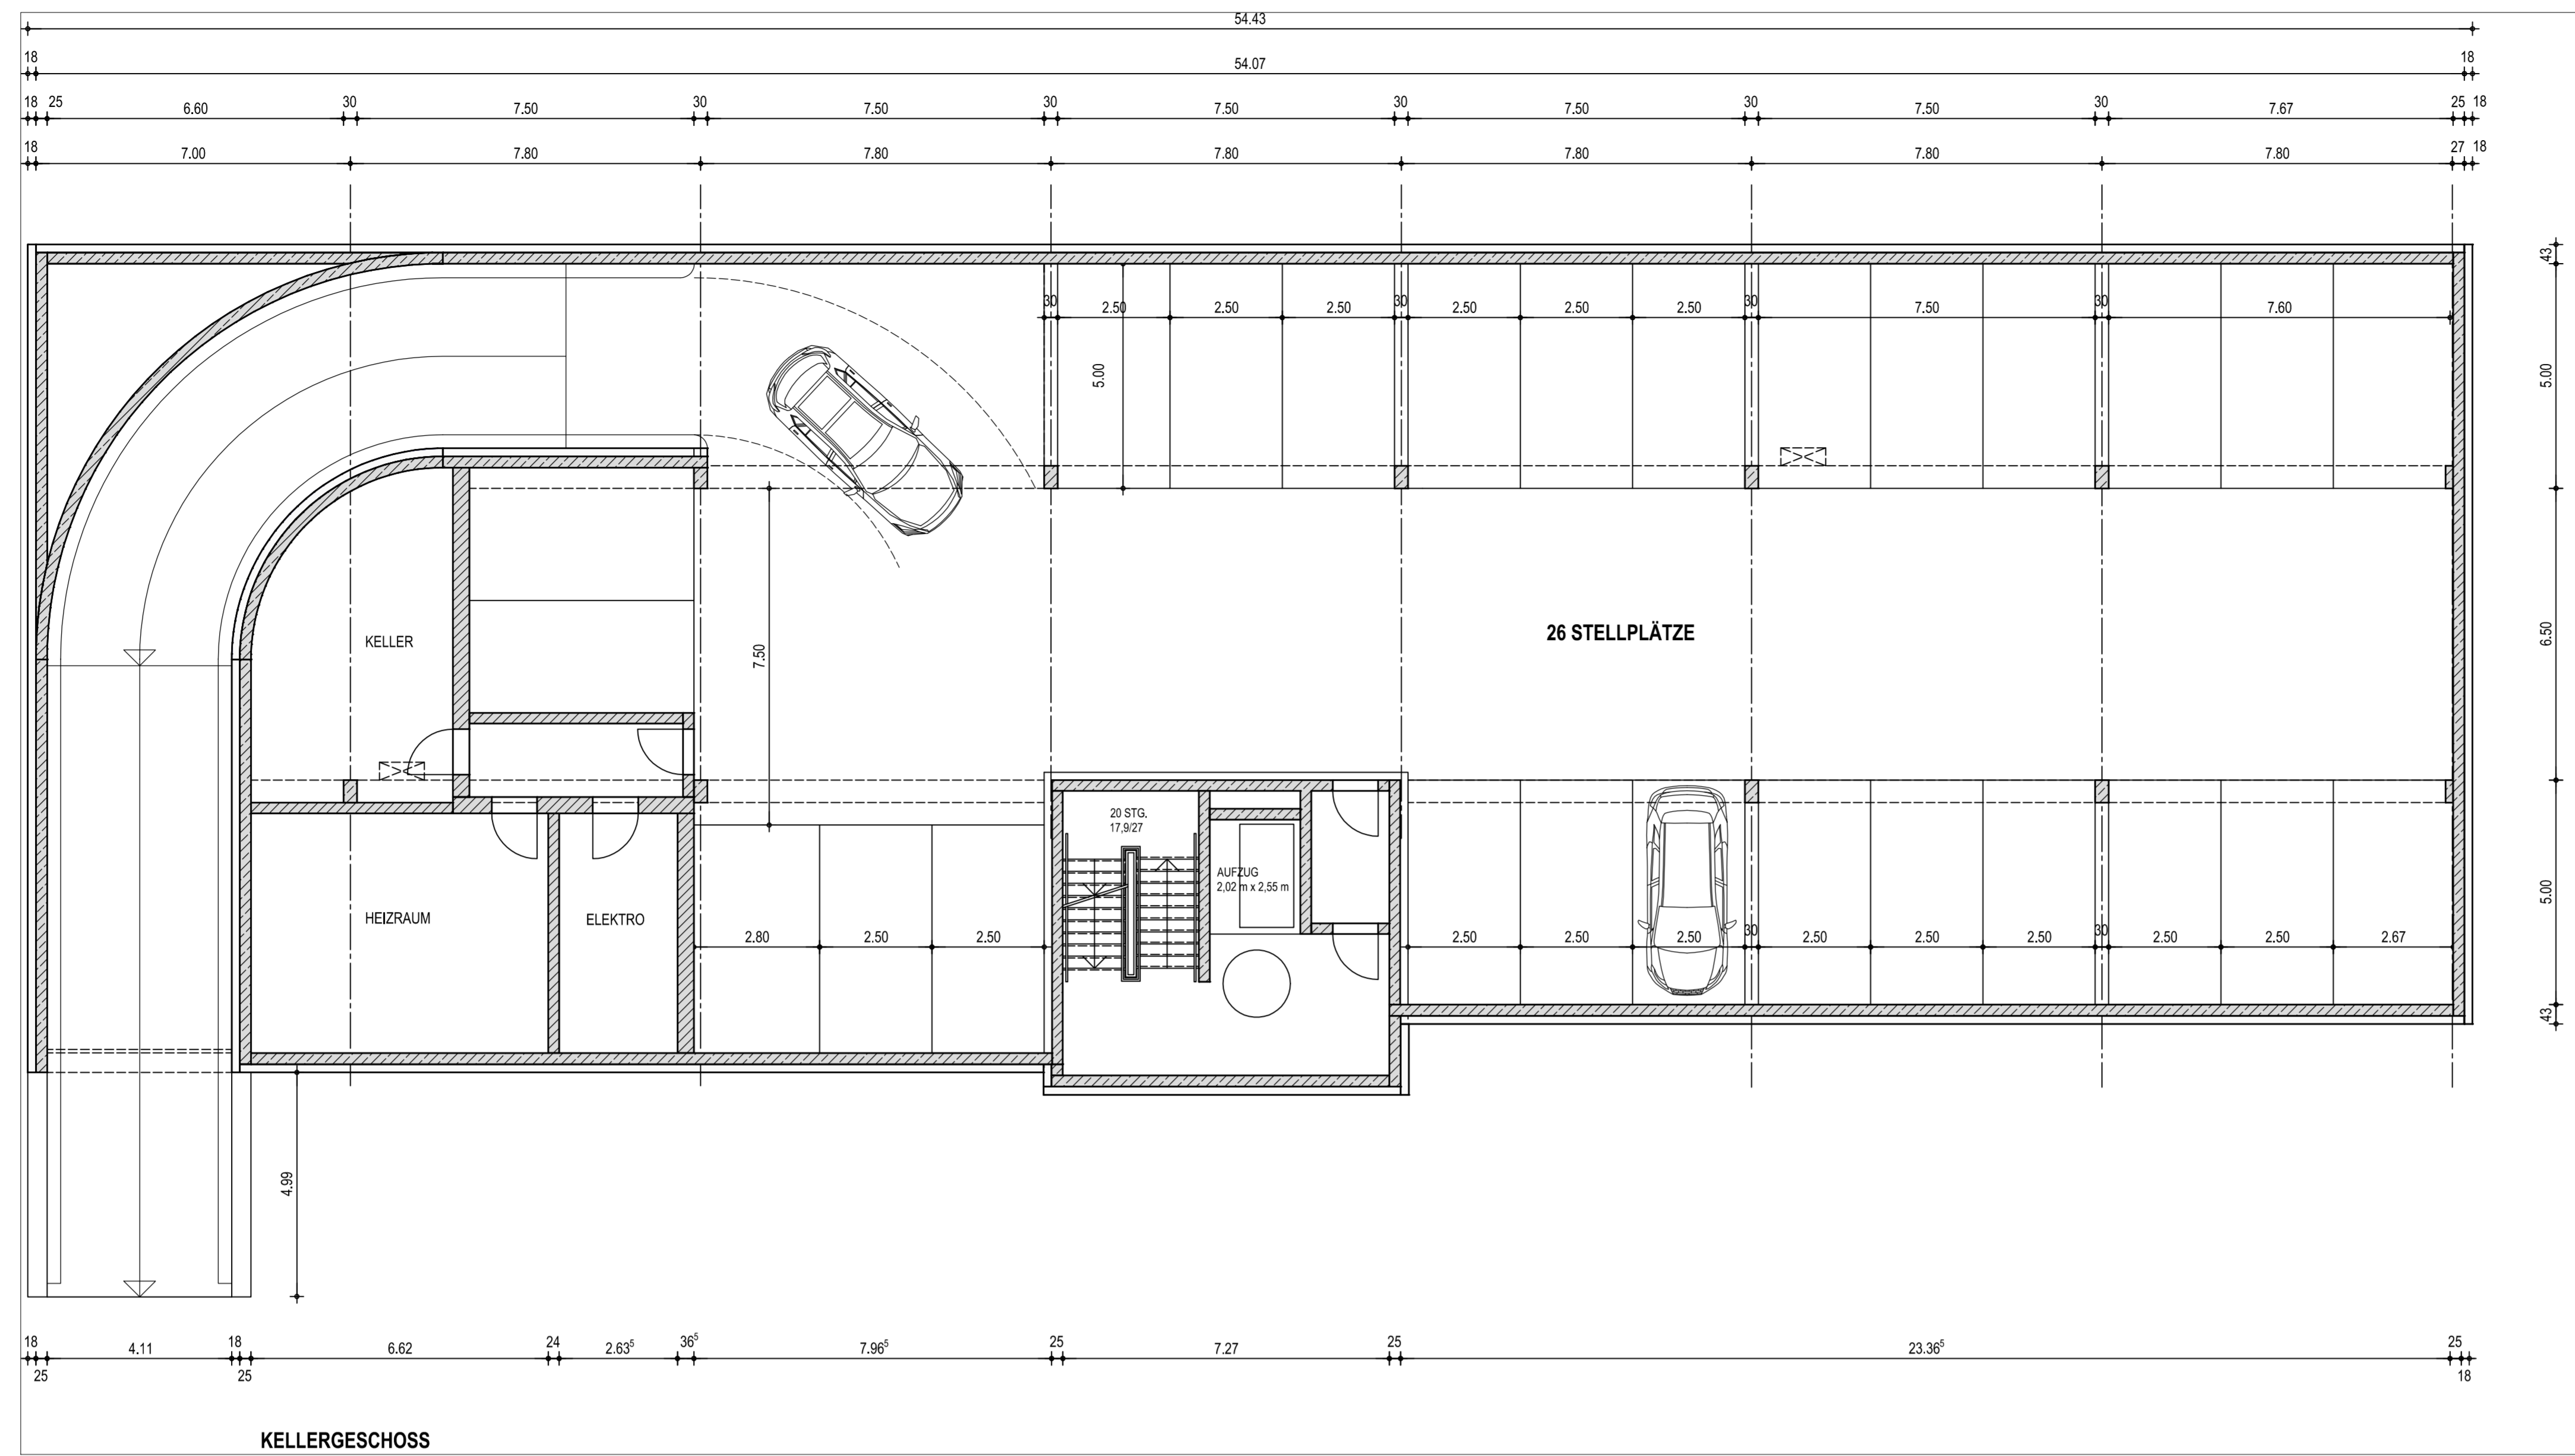 54.43
18 54.07 18
18 25 6.60 30 7.50 30 7.50 30 7.50 30 7.50 30 7.50 30 7.67 25 18
18 7.00 7.80 7.80 7.80 7.80 7.80 7.80 27 18
43
30 2.50 2.50 2.50 30 2.50 2.50 2.50 30 7.50 30 7.60
5.00 5.00
26 STELLPLÄTZE
KELLER 7.50 6.50
20 STG.
17,9/27
AUFZUG
2,02 m x 2,55 m
5.00
HEIZRAUM ELEKTRO
2.80 2.50 2.50 2.50 2.50 2.50 30 2.50 2.50 2.50 30 2.50 2.50 2.67
43
4.99
18 4.11 18 6.62 24 2.63⁵ 36⁵ 7.96⁵ 25 7.27 25 23.36⁵ 25
25 25 18
KELLERGESCHOSS